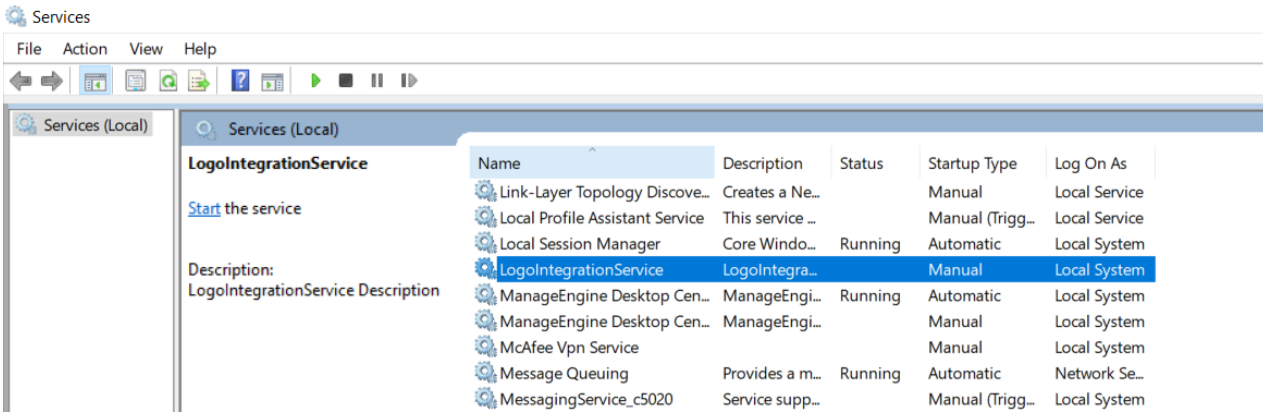 Services
File Action View Help
Services (Local)
Services (Local)
LogoIntegrationService
Start the service
Description:
LogoIntegrationService Description
Name Description Status Startup Type Log On As
Link-Layer Topology Discove... Creates a Ne... Manual Local Service
Local Profile Assistant Service This service ... Manual (Trigg... Local Service
Local Session Manager Core Windo... Running Automatic Local System
LogoIntegrationService LogoIntegra... Manual Local System
ManageEngine Desktop Cen... ManageEngi... Running Automatic Local System
ManageEngine Desktop Cen... ManageEngi... Manual Local System
McAfee Vpn Service Manual Local System
Message Queuing Provides a m... Running Automatic Network Se...
MessagingService_c5020 Service supp... Manual (Trigg... Local System